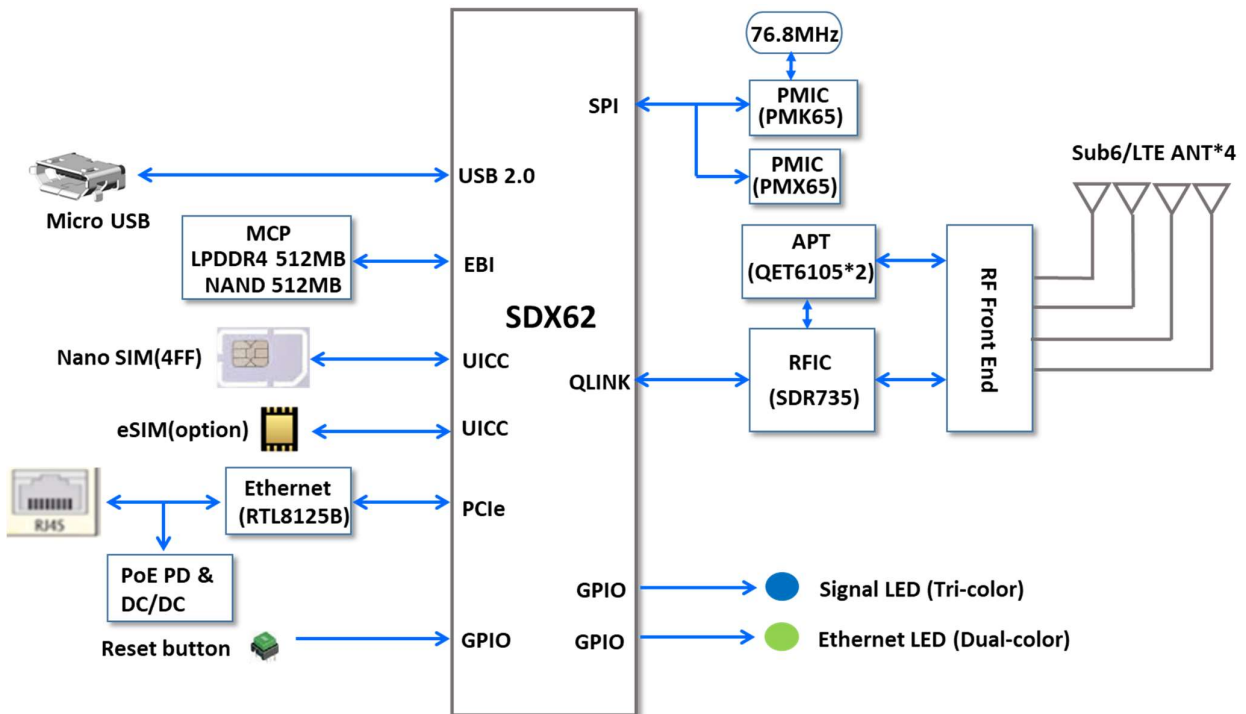 76.8MHz
SPI
PMIC
(PMK65)
Sub6/LTE ANT*4
USB 2.0
PMIC
(PMX65)
Micro USB
MCP
LPDDR4 512MB
NAND 512MB
EBI
APT
(QET6105*2)
RF Front End
SDX62
Nano SIM(4FF)
UICC
QLINK
RFIC
(SDR735)
eSIM(option)
UICC
RJ45
Ethernet
(RTL8125B)
PCIe
PoE PD &
DC/DC
GPIO
Signal LED (Tri-color)
Reset button
GPIO
GPIO
Ethernet LED (Dual-color)